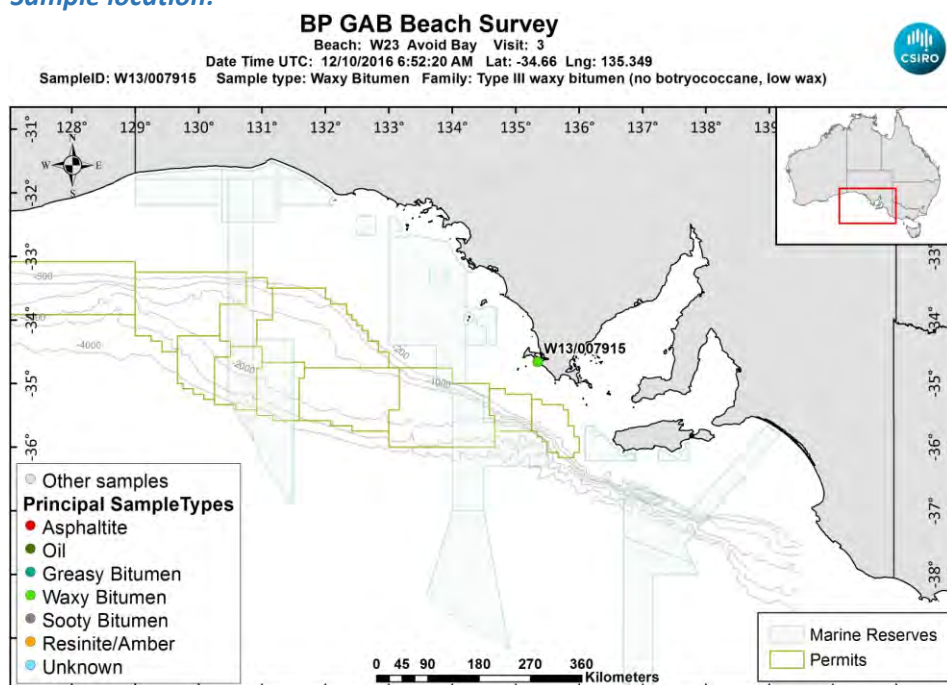 Sample location:
BP GAB Beach Survey
Beach: W23 Avoid Bay Visit: 3
Date Time UTC: 12/10/2016 6:52:20 AM Lat: -34.66 Lng: 135.349
SampleID: W13/007915 Sample type: Waxy Bitumen Family: Type III waxy bitumen (no botryococcane, low wax)
CSIRO
128° 129° 130° 131° 132° 133° 134° 135° 136° 137° 138° 139
-31°
-32°
-33°
-34°
-35°
-36°
-37°
-38°
N
W E
S
-31°
-32°
-33°
-34°
-35°
-36°
-37°
-38°
-4000
-2000
-200
-1000
W13/007915
Other samples
Principal SampleTypes
Asphaltite
Oil
Greasy Bitumen
Waxy Bitumen
Sooty Bitumen
Resinite/Amber
Unknown
0 45 90 180 270 360
Kilometers
Marine Reserves
Permits